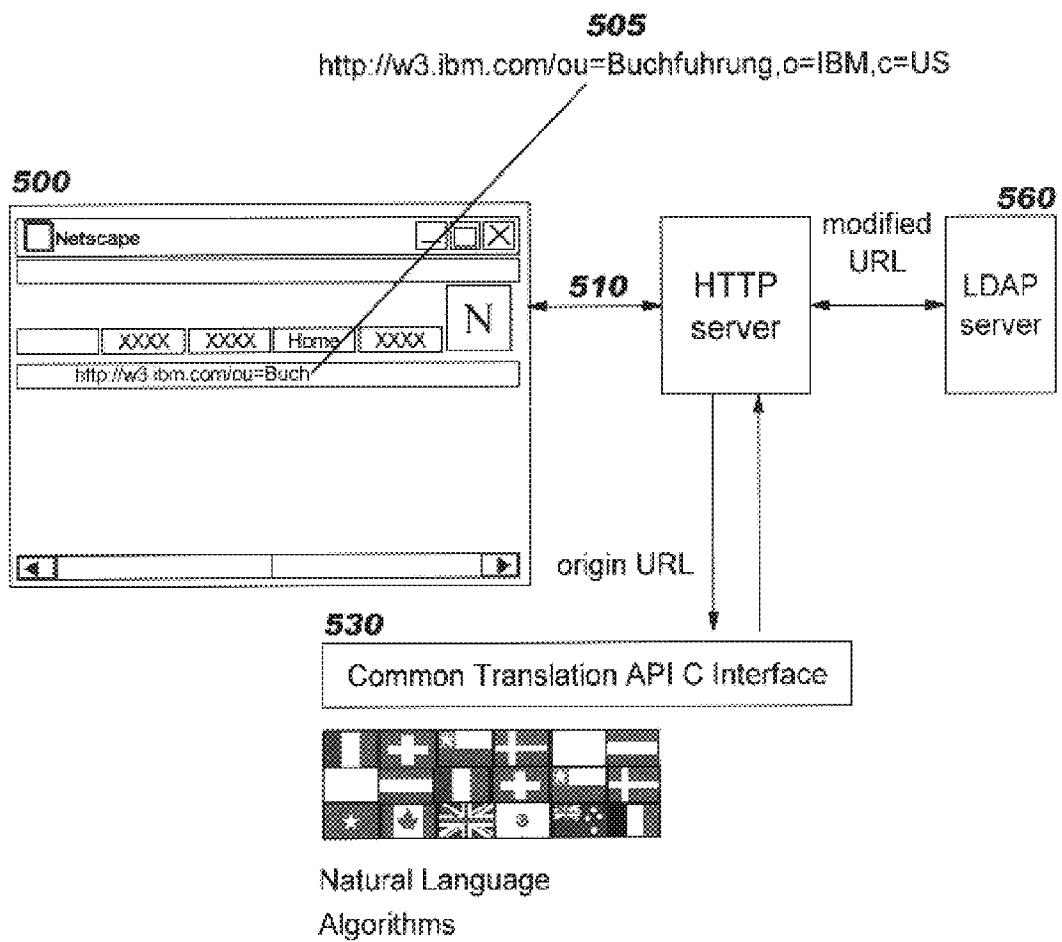 505
http://w3.ibm.com/ou=Buchfuhrung,o=IBM,c=US
500
Netscape
N
XXXX XXXX Home XXXX
http://w3.ibm.com/ou=Buch
510
HTTP
server
modified
URL
560
LDAP
server
origin URL
530
Common Translation API C Interface
Natural Language
Algorithms